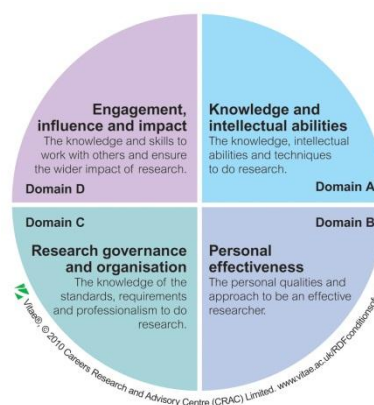 Engagement,
influence and impact
The knowledge and skills to
work with others and ensure
the wider impact of research.
Domain D
Knowledge and
intellectual abilities
The knowledge, intellectual
abilities and techniques
to do research.
Domain A
Domain C
Research governance
and organisation
The knowledge of the
standards, requirements
and professionalism to do
research.
Domain B
Personal
effectiveness
The personal qualities and
approach to be an effective
researcher.
Vitae®, © 2010 Careers Research and Advisory Centre (CRAC) Limited. www.vitae.ac.uk/RDFconditionsof